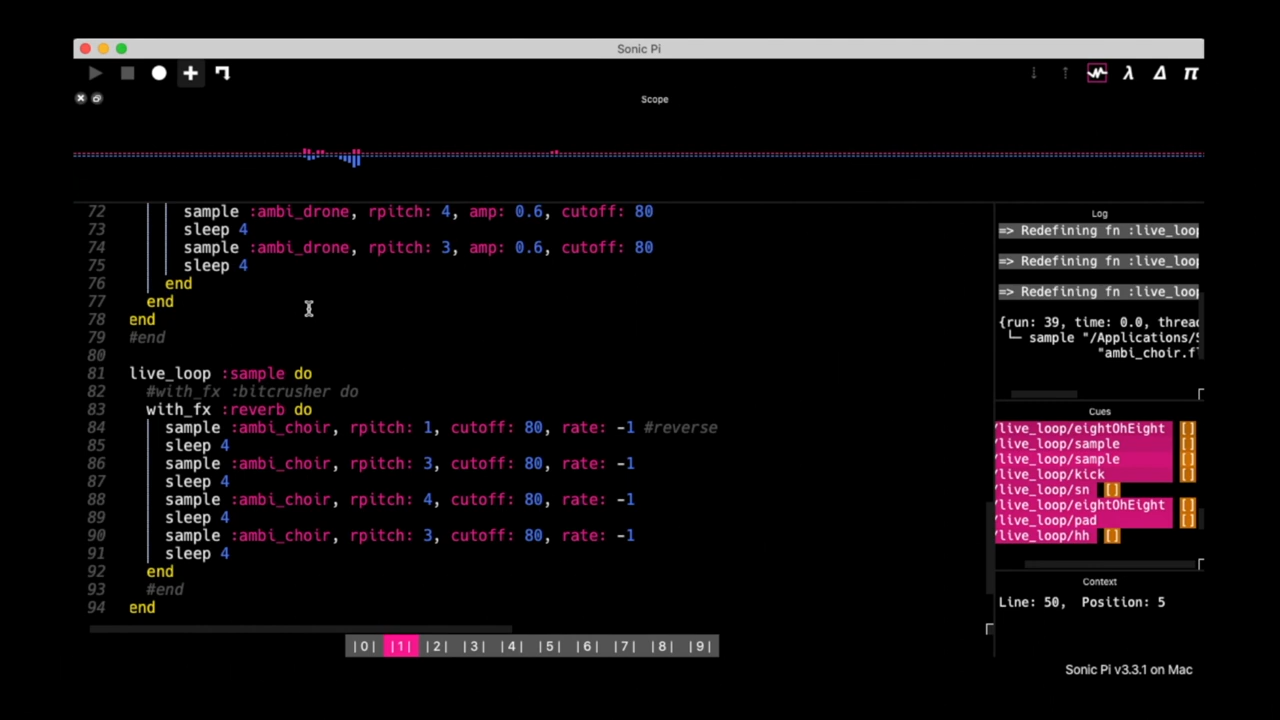 Sonic Pi
Scope
72 sample :ambi_drone, rpitch: 4, amp: 0.6, cutoff: 80
73 sleep 4
74 sample :ambi_drone, rpitch: 3, amp: 0.6, cutoff: 80
75 sleep 4
76 end
77 end
78 end
79 #end
80
81 live_loop :sample do
82 #with_fx :bitcrusher do
83 with_fx :reverb do
84 sample :ambi_choir, rpitch: 1, cutoff: 80, rate: -1 #reverse
85 sleep 4
86 sample :ambi_choir, rpitch: 3, cutoff: 80, rate: -1
87 sleep 4
88 sample :ambi_choir, rpitch: 4, cutoff: 80, rate: -1
89 sleep 4
90 sample :ambi_choir, rpitch: 3, cutoff: 80, rate: -1
91 sleep 4
92 end
93 #end
94 end
Log
=> Redefining fn :live_loop
=> Redefining fn :live_loop
=> Redefining fn :live_loop
{run: 39, time: 0.0, threa
└─ sample "/Applications/S
"ambi_choir.f
Cues
/live_loop/eightOhEight []
/live_loop/sample []
/live_loop/sample []
/live_loop/kick []
/live_loop/sn []
/live_loop/eightOhEight []
/live_loop/pad []
/live_loop/hh []
Context
Line: 50, Position: 5
|0| |1| |2| |3| |4| |5| |6| |7| |8| |9|
Sonic Pi v3.3.1 on Mac